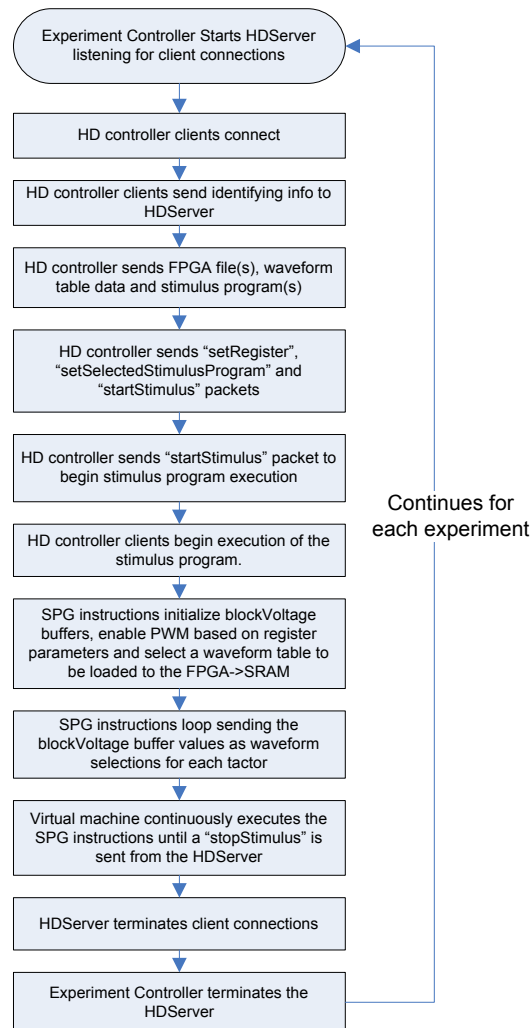 Experiment Controller Starts HDServer
listening for client connections
HD controller clients connect
HD controller clients send identifying info to
HDServer
HD controller sends FPGA file(s), waveform
table data and stimulus program(s)
HD controller sends “setRegister”,
“setSelectedStimulusProgram” and
“startStimulus” packets
HD controller sends “startStimulus” packet to
begin stimulus program execution
HD controller clients begin execution of the
stimulus program.
SPG instructions initialize blockVoltage
buffers, enable PWM based on register
parameters and select a waveform table to
be loaded to the FPGA->SRAM
SPG instructions loop sending the
blockVoltage buffer values as waveform
selections for each tactor
Virtual machine continuously executes the
SPG instructions until a “stopStimulus” is
sent from the HDServer
HDServer terminates client connections
Experiment Controller terminates the
HDServer
Continues for
each experiment